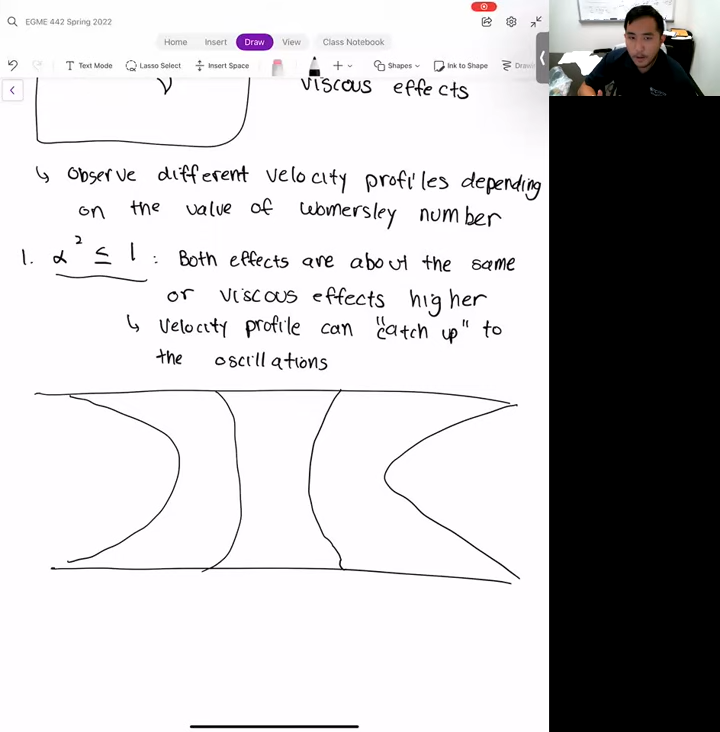 EGME 442 Spring 2022
Home Insert Draw View Class Notebook
Text Mode Lasso Select Insert Space + Shapes Ink to Shape Drawi
ν viscous effects
↳ Observe different velocity profiles depending
on the value of Womersley number
1. α² ≤ 1 : Both effects are about the same
or viscous effects higher
↳ Velocity profile can "catch up" to
the oscillations